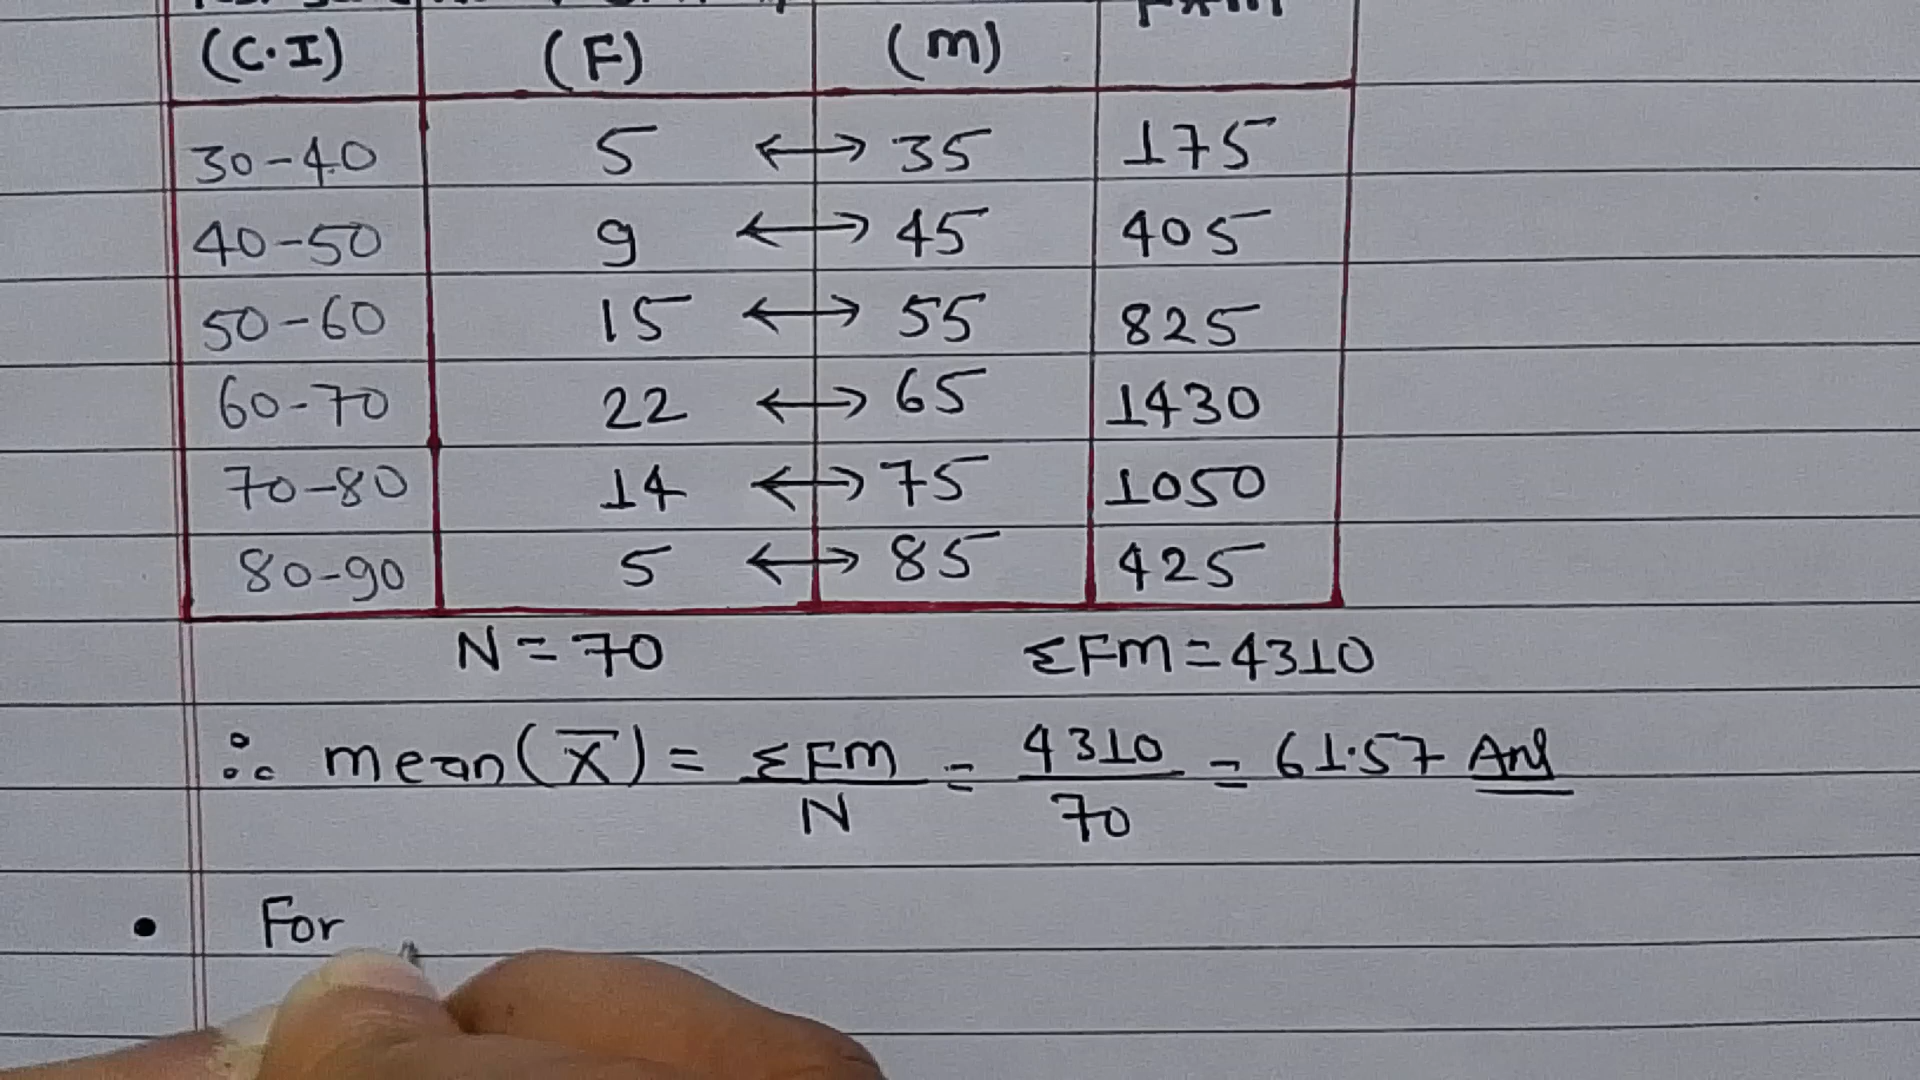 (C.I) (F) (m) F×m
30-40 5 ↔ 35 175
40-50 9 ↔ 45 405
50-60 15 ↔ 55 825
60-70 22 ↔ 65 1430
70-80 14 ↔ 75 1050
80-90 5 ↔ 85 425
N = 70 ΣFm = 4310
∴ mean(X̄) = ΣFm/N = 4310/70 = 61.57 Ans
• For